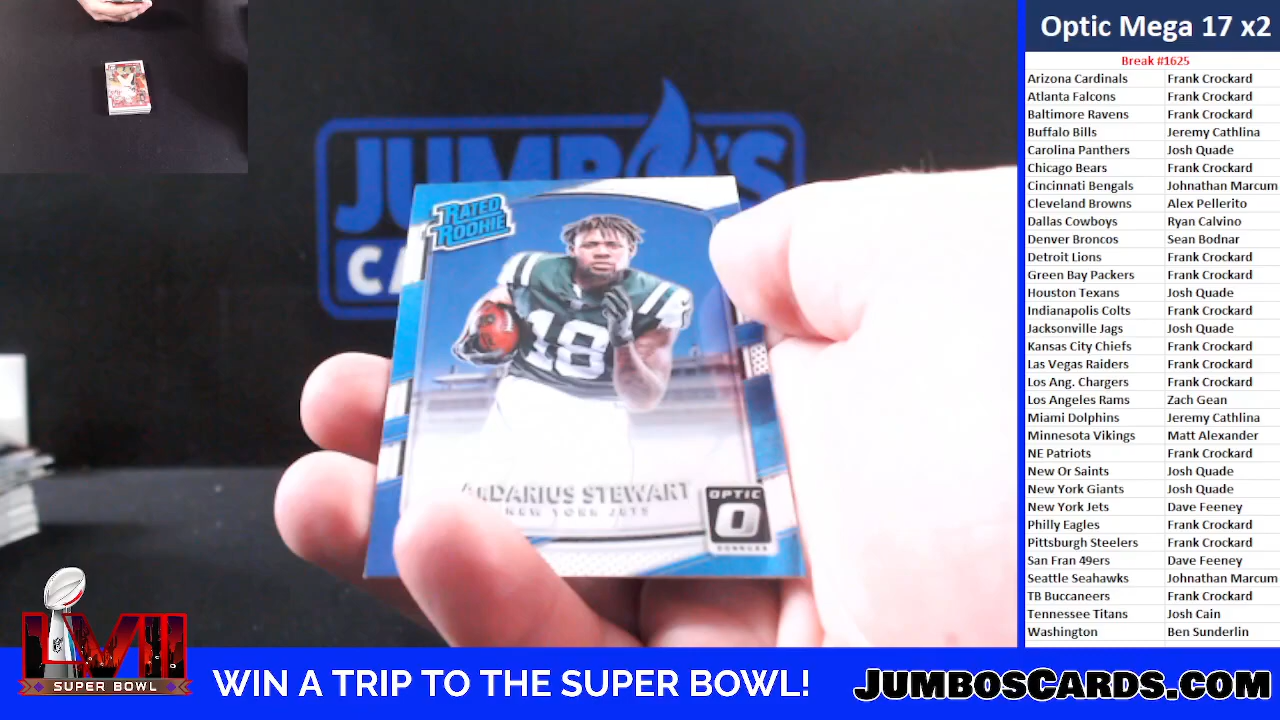 Optic Mega 17 x2
Break #1625
Arizona Cardinals Frank Crockard
Atlanta Falcons Frank Crockard
Baltimore Ravens Frank Crockard
Buffalo Bills Jeremy Cathlina
Carolina Panthers Josh Quade
Chicago Bears Frank Crockard
Cincinnati Bengals Johnathan Marcum
Cleveland Browns Alex Pellerito
Dallas Cowboys Ryan Calvino
Denver Broncos Sean Bodnar
Detroit Lions Frank Crockard
Green Bay Packers Frank Crockard
Houston Texans Josh Quade
Indianapolis Colts Frank Crockard
Jacksonville Jags Josh Quade
Kansas City Chiefs Frank Crockard
Las Vegas Raiders Frank Crockard
Los Ang. Chargers Frank Crockard
Los Angeles Rams Zach Gean
Miami Dolphins Jeremy Cathlina
Minnesota Vikings Matt Alexander
NE Patriots Frank Crockard
New Or Saints Josh Quade
New York Giants Josh Quade
New York Jets Dave Feeney
Philly Eagles Frank Crockard
Pittsburgh Steelers Frank Crockard
San Fran 49ers Dave Feeney
Seattle Seahawks Johnathan Marcum
TB Buccaneers Frank Crockard
Tennessee Titans Josh Cain
Washington Ben Sunderlin
JUMBO'S
CA
RATED
ROOKIE
18
ARDARIUS STEWART
NEW YORK JETS
OPTIC
O
DONRUSS
LVII
SUPER BOWL
WIN A TRIP TO THE SUPER BOWL!
JUMBOSCARDS.COM